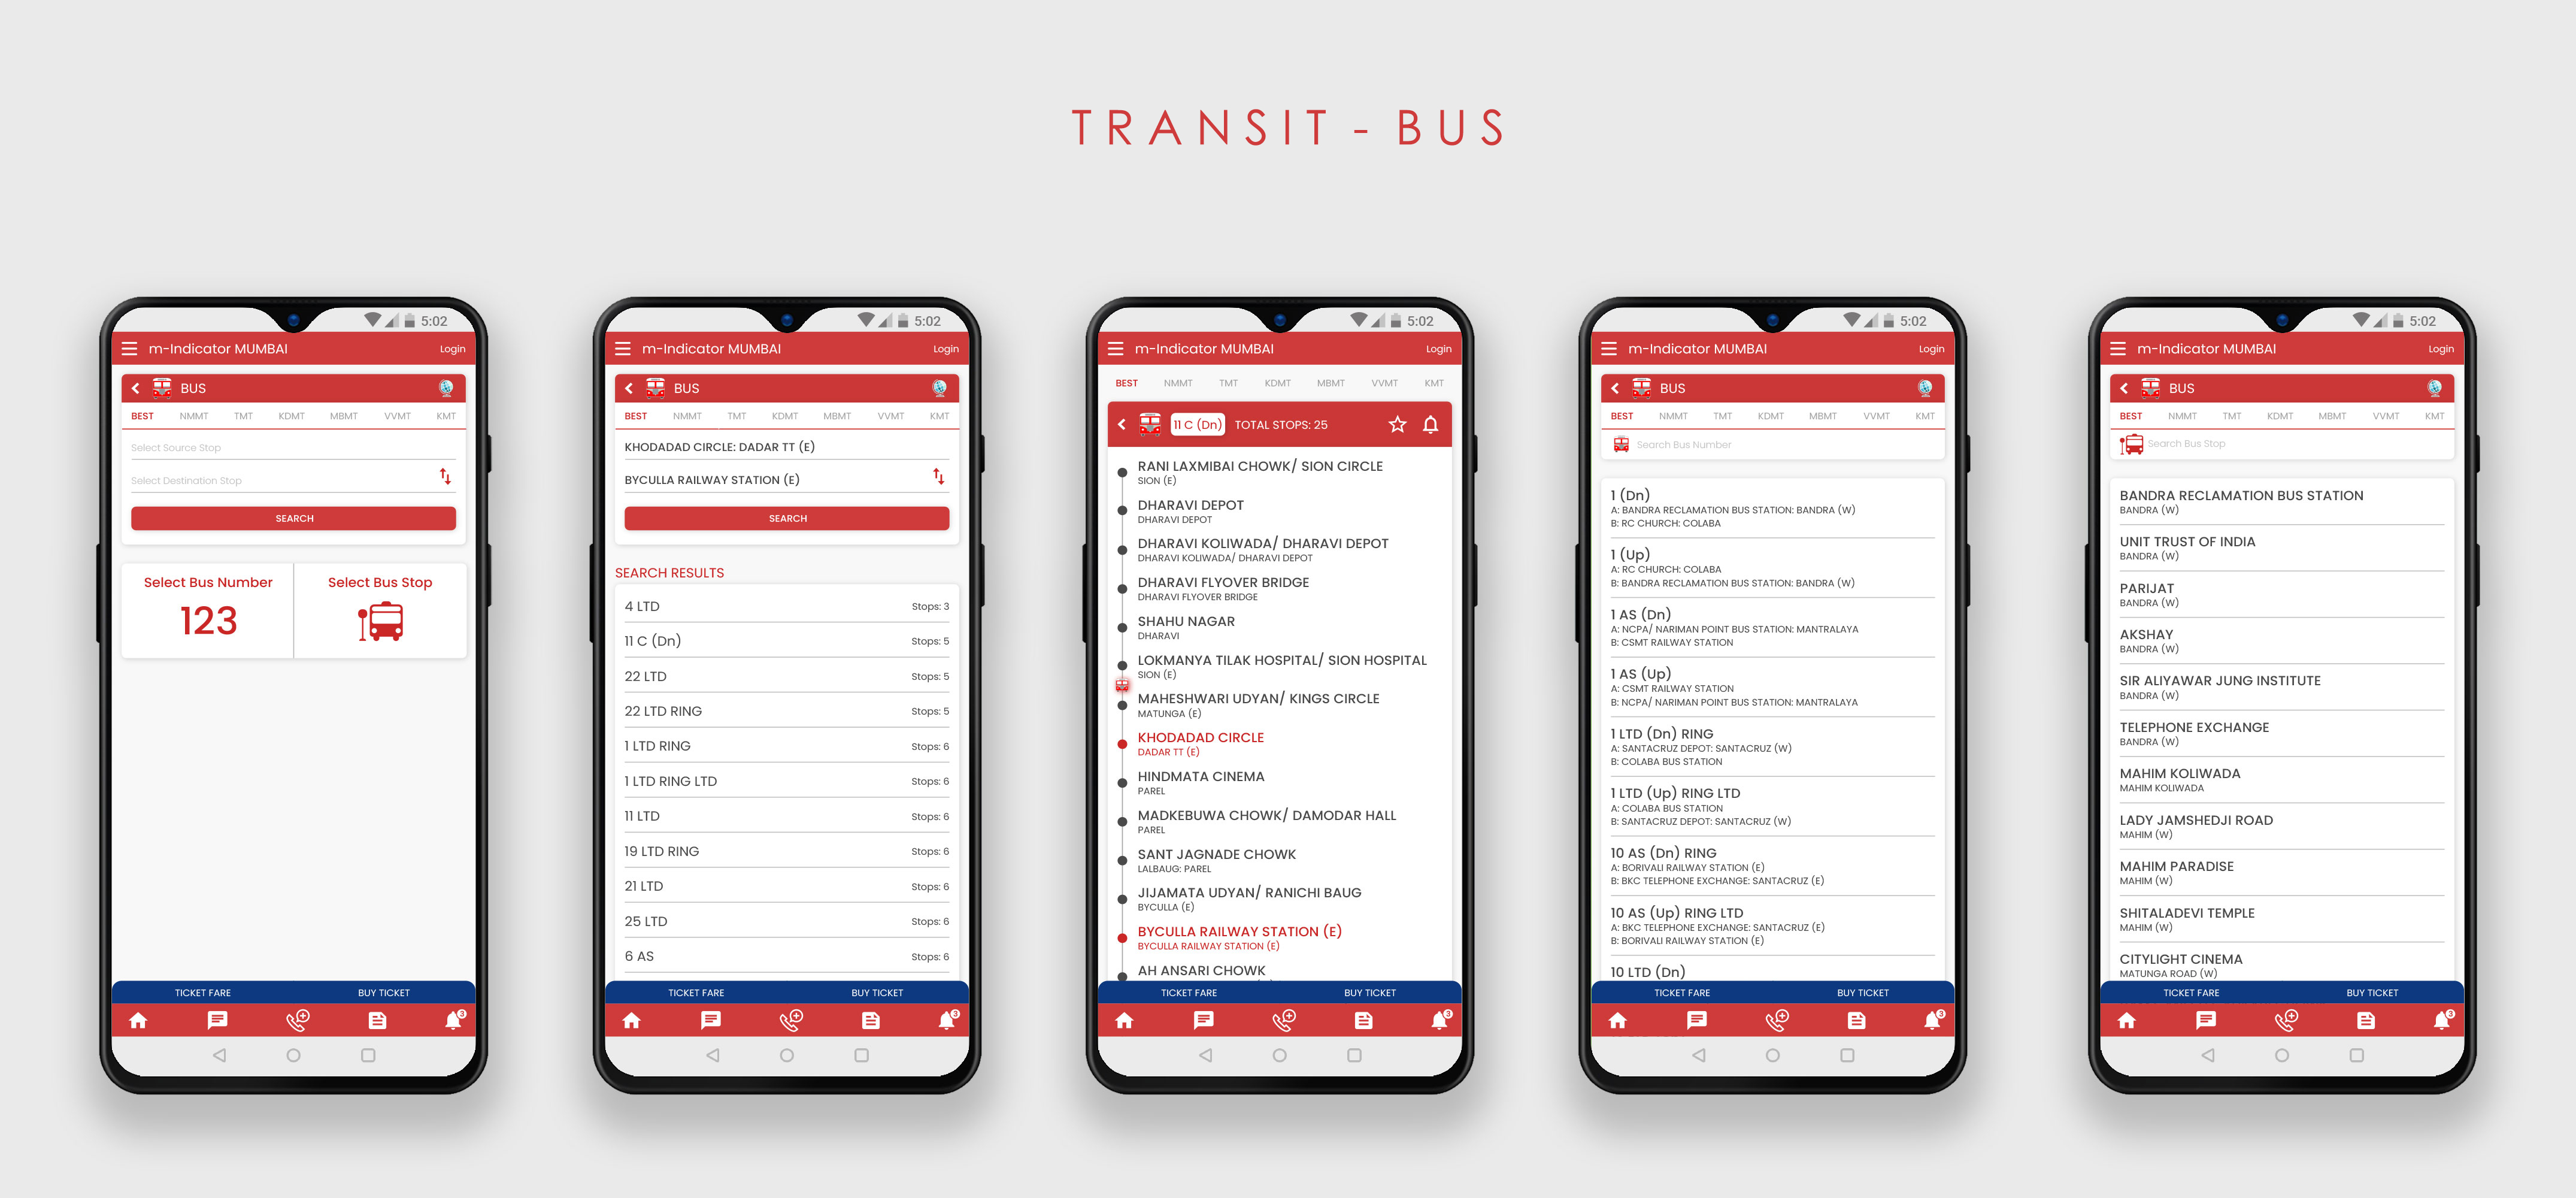 TRANSIT - BUS
5:02
m-Indicator MUMBAI Login
BUS
BEST NMMT TMT KDMT MBMT VVMT KMT
Select Source Stop
Select Destination Stop
SEARCH
Select Bus Number Select Bus Stop
123
TICKET FARE BUY TICKET
3
5:02
m-Indicator MUMBAI Login
BUS
BEST NMMT TMT KDMT MBMT VVMT KMT
KHODADAD CIRCLE: DADAR TT (E)
BYCULLA RAILWAY STATION (E)
SEARCH
SEARCH RESULTS
4 LTD Stops: 3
11 C (Dn) Stops: 5
22 LTD Stops: 5
22 LTD RING Stops: 5
1 LTD RING Stops: 6
1 LTD RING LTD Stops: 6
11 LTD Stops: 6
19 LTD RING Stops: 6
21 LTD Stops: 6
25 LTD Stops: 6
6 AS Stops: 6
TICKET FARE BUY TICKET
3
5:02
m-Indicator MUMBAI Login
BEST NMMT TMT KDMT MBMT VVMT KMT
11 C (Dn) TOTAL STOPS: 25
RANI LAXMIBAI CHOWK/ SION CIRCLE
SION (E)
DHARAVI DEPOT
DHARAVI DEPOT
DHARAVI KOLIWADA/ DHARAVI DEPOT
DHARAVI KOLIWADA/ DHARAVI DEPOT
DHARAVI FLYOVER BRIDGE
DHARAVI FLYOVER BRIDGE
SHAHU NAGAR
DHARAVI
LOKMANYA TILAK HOSPITAL/ SION HOSPITAL
SION (E)
MAHESHWARI UDYAN/ KINGS CIRCLE
MATUNGA (E)
KHODADAD CIRCLE
DADAR TT (E)
HINDMATA CINEMA
PAREL
MADKEBUWA CHOWK/ DAMODAR HALL
PAREL
SANT JAGNADE CHOWK
LALBAUG: PAREL
JIJAMATA UDYAN/ RANICHI BAUG
BYCULLA (E)
BYCULLA RAILWAY STATION (E)
BYCULLA RAILWAY STATION (E)
AH ANSARI CHOWK
TICKET FARE BUY TICKET
3
5:02
m-Indicator MUMBAI Login
BUS
BEST NMMT TMT KDMT MBMT VVMT KMT
Search Bus Number
1 (Dn)
A: BANDRA RECLAMATION BUS STATION: BANDRA (W)
B: RC CHURCH: COLABA
1 (Up)
A: RC CHURCH: COLABA
B: BANDRA RECLAMATION BUS STATION: BANDRA (W)
1 AS (Dn)
A: NCPA/ NARIMAN POINT BUS STATION: MANTRALAYA
B: CSMT RAILWAY STATION
1 AS (Up)
A: CSMT RAILWAY STATION
B: NCPA/ NARIMAN POINT BUS STATION: MANTRALAYA
1 LTD (Dn) RING
A: SANTACRUZ DEPOT: SANTACRUZ (W)
B: COLABA BUS STATION
1 LTD (Up) RING LTD
A: COLABA BUS STATION
B: SANTACRUZ DEPOT: SANTACRUZ (W)
10 AS (Dn) RING
A: BORIVALI RAILWAY STATION (E)
B: BKC TELEPHONE EXCHANGE: SANTACRUZ (E)
10 AS (Up) RING LTD
A: BKC TELEPHONE EXCHANGE: SANTACRUZ (E)
B: BORIVALI RAILWAY STATION (E)
10 LTD (Dn)
TICKET FARE BUY TICKET
3
5:02
m-Indicator MUMBAI Login
BUS
BEST NMMT TMT KDMT MBMT VVMT KMT
Search Bus Stop
BANDRA RECLAMATION BUS STATION
BANDRA (W)
UNIT TRUST OF INDIA
BANDRA (W)
PARIJAT
BANDRA (W)
AKSHAY
BANDRA (W)
SIR ALIYAWAR JUNG INSTITUTE
BANDRA (W)
TELEPHONE EXCHANGE
BANDRA (W)
MAHIM KOLIWADA
MAHIM KOLIWADA
LADY JAMSHEDJI ROAD
MAHIM (W)
MAHIM PARADISE
MAHIM (W)
SHITALADEVI TEMPLE
MAHIM (W)
CITYLIGHT CINEMA
MATUNGA ROAD (W)
TICKET FARE BUY TICKET
3